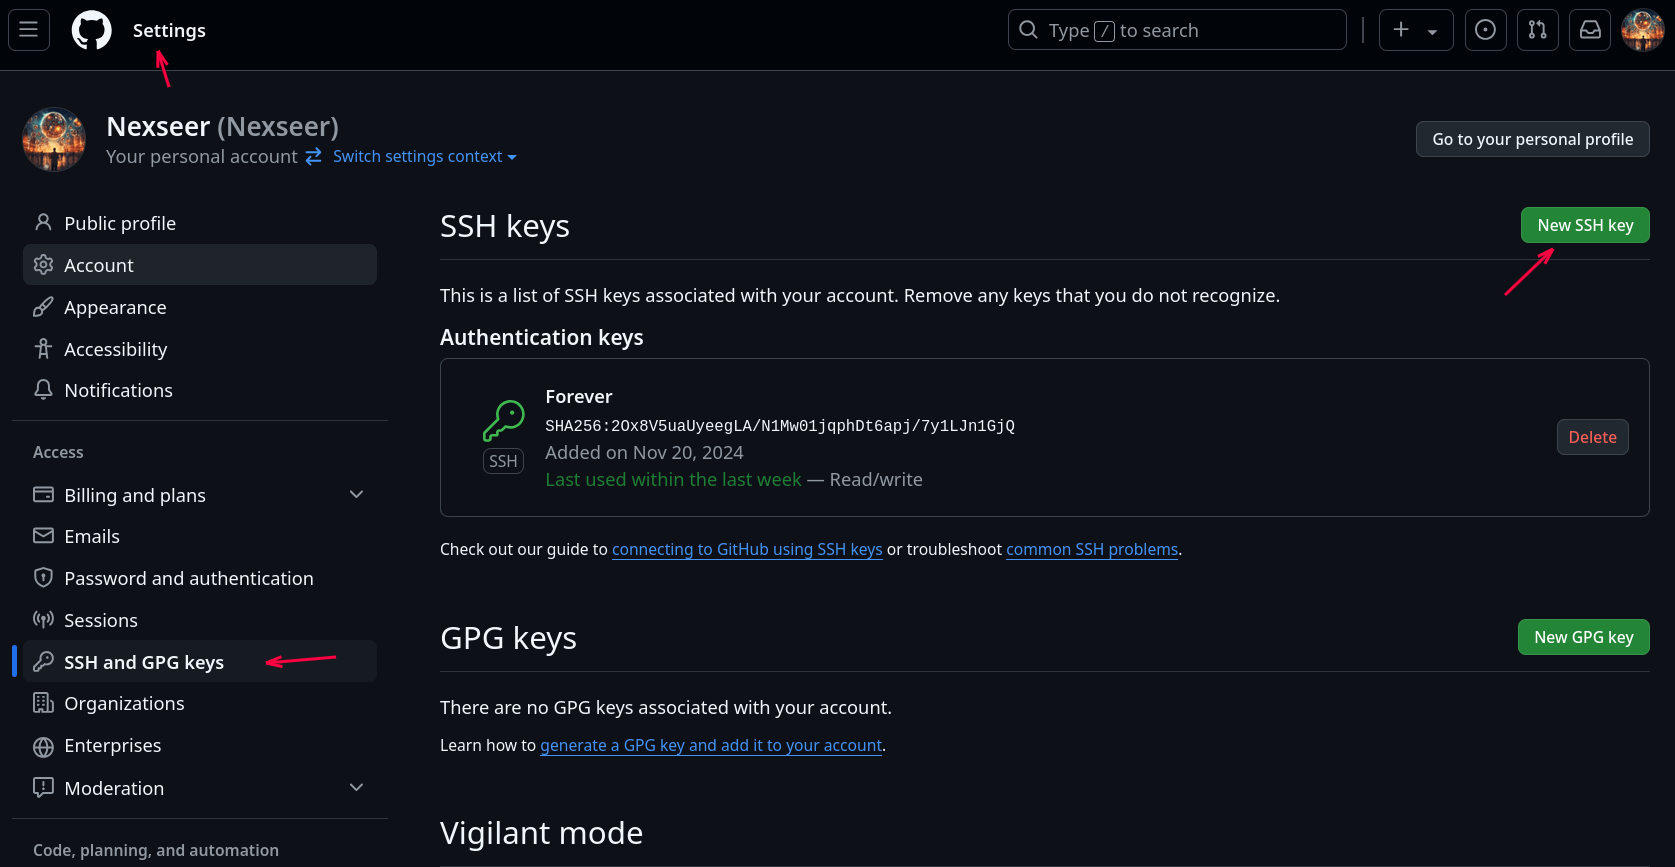 Settings
Type / to search
Nexseer (Nexseer)
Your personal account Switch settings context
Go to your personal profile
Public profile
Account
Appearance
Accessibility
Notifications
Access
Billing and plans
Emails
Password and authentication
Sessions
SSH and GPG keys
Organizations
Enterprises
Moderation
Code, planning, and automation
SSH keys
New SSH key
This is a list of SSH keys associated with your account. Remove any keys that you do not recognize.
Authentication keys
Forever
SHA256:2Ox8V5uaUyeegLA/N1Mw01jqphDt6apj/7y1LJn1GjQ
SSH
Added on Nov 20, 2024
Last used within the last week — Read/write
Delete
Check out our guide to connecting to GitHub using SSH keys or troubleshoot common SSH problems.
GPG keys
New GPG key
There are no GPG keys associated with your account.
Learn how to generate a GPG key and add it to your account.
Vigilant mode